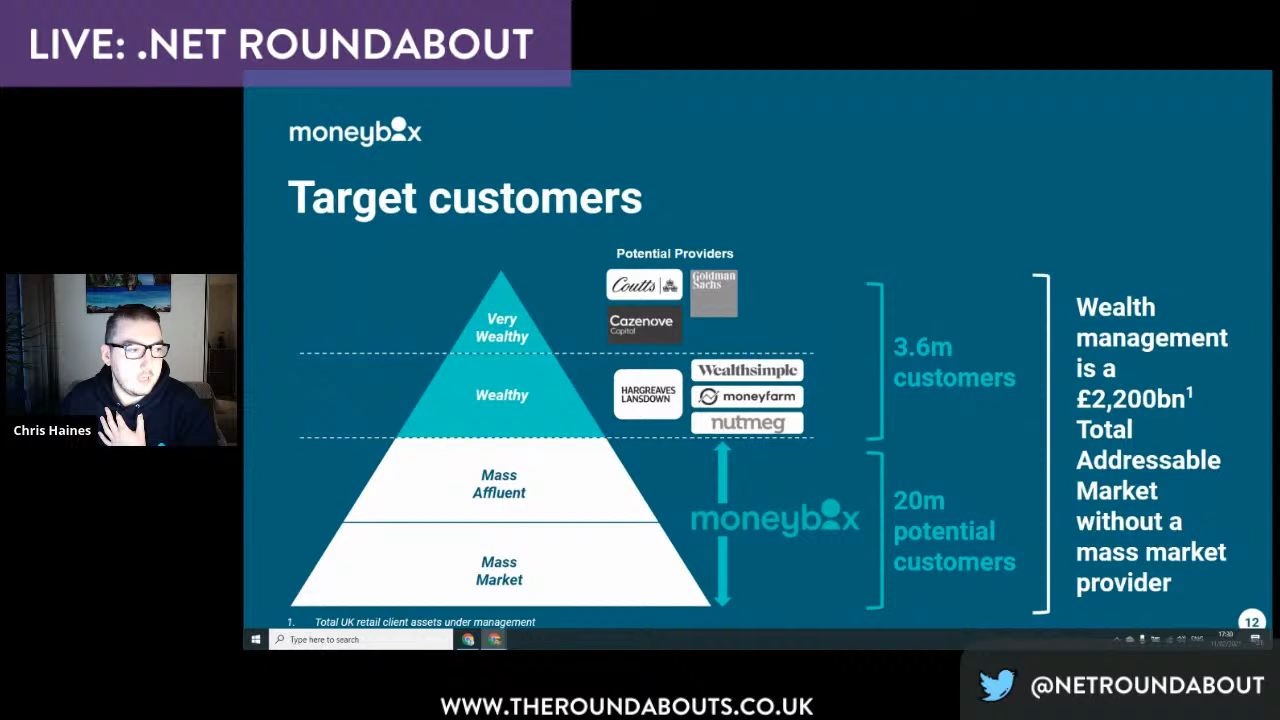 LIVE: .NET ROUNDABOUT
moneybox
Target customers
Potential Providers
Coutts
Goldman
Sachs
Cazenove
Capital
Very
Wealthy
Wealthy
HARGREAVES
LANSDOWN
Wealthsimple
moneyfarm
nutmeg
3.6m
customers
Mass
Affluent
Mass
Market
moneybox
20m
potential
customers
Wealth
management
is a
£2,200bn1
Total
Addressable
Market
without a
mass market
provider
1. Total UK retail client assets under management
12
Chris Haines
Type here to search
ENG
17:30
WWW.THEROUNDABOUTS.CO.UK
@NETROUNDABOUT